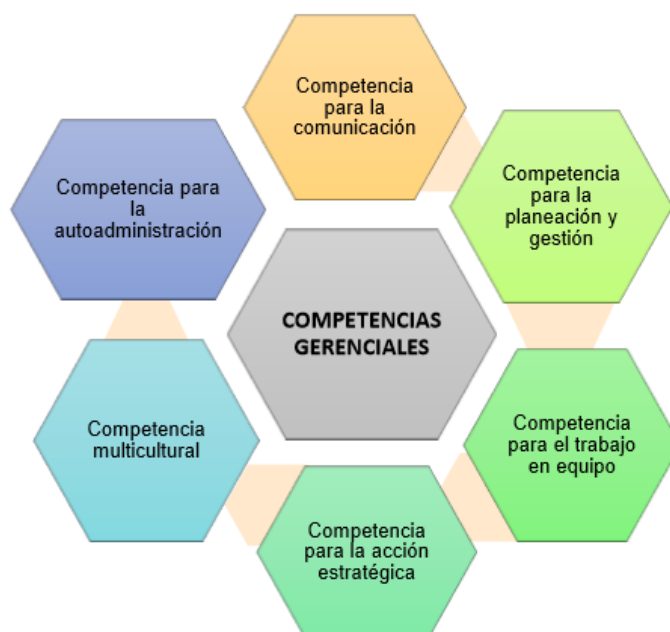 Competencia
para la
comunicación
Competencia
para la
planeación y
gestión
Competencia
para el trabajo
en equipo
Competencia
para la acción
estratégica
Competencia
multicultural
Competencia para
la
autoadministración
COMPETENCIAS
GERENCIALES